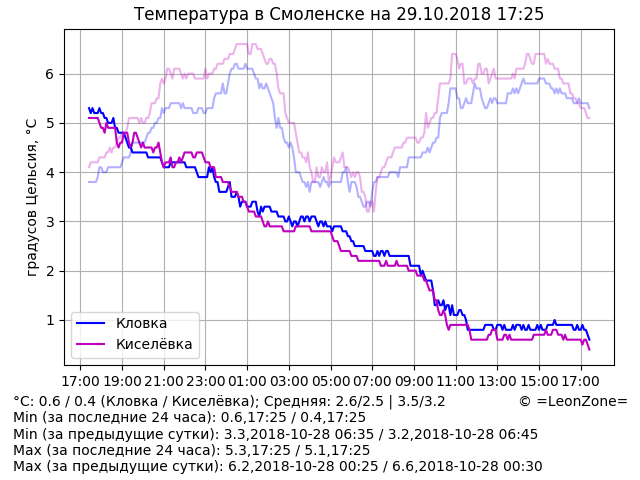 Температура в Смоленске на 29.10.2018 17:25
градусов Цельсия, °C
6
5
4
3
2
1
Кловка
Киселёвка
17:00 19:00 21:00 23:00 01:00 03:00 05:00 07:00 09:00 11:00 13:00 15:00 17:00
°C: 0.6 / 0.4 (Кловка / Киселёвка); Средняя: 2.6/2.5 | 3.5/3.2 © =LeonZone=
Min (за последние 24 часа): 0.6,17:25 / 0.4,17:25
Min (за предыдущие сутки): 3.3,2018-10-28 06:35 / 3.2,2018-10-28 06:45
Max (за последние 24 часа): 5.3,17:25 / 5.1,17:25
Max (за предыдущие сутки): 6.2,2018-10-28 00:25 / 6.6,2018-10-28 00:30